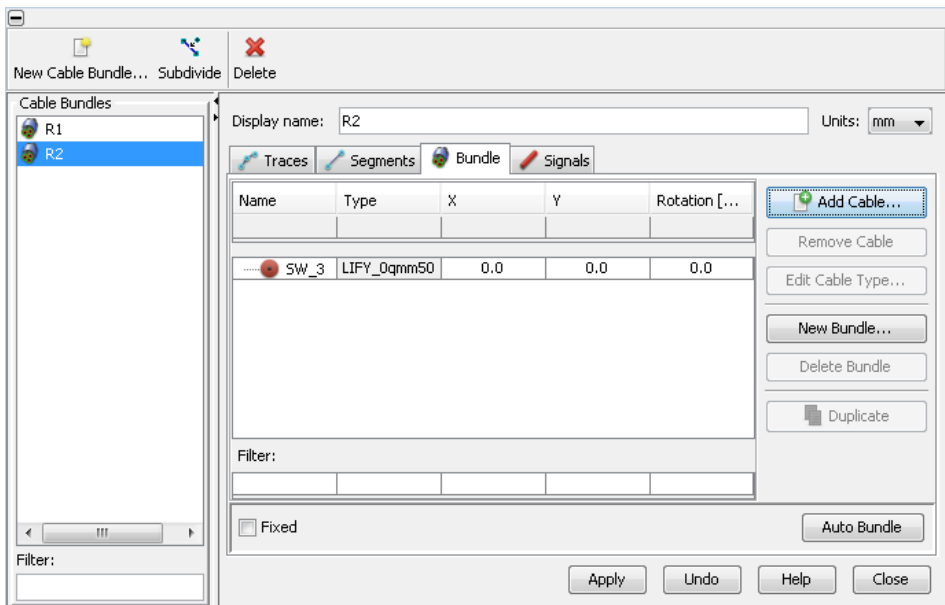 New Cable Bundle... Subdivide Delete
Cable Bundles
R1
R2
Filter:
Display name: R2 Units: mm
Traces Segments Bundle Signals
Name Type X Y Rotation [...
SW_3 LIFY_0qmm50 0.0 0.0 0.0
Filter:
Add Cable...
Remove Cable
Edit Cable Type...
New Bundle...
Delete Bundle
Duplicate
Fixed Auto Bundle
Apply Undo Help Close